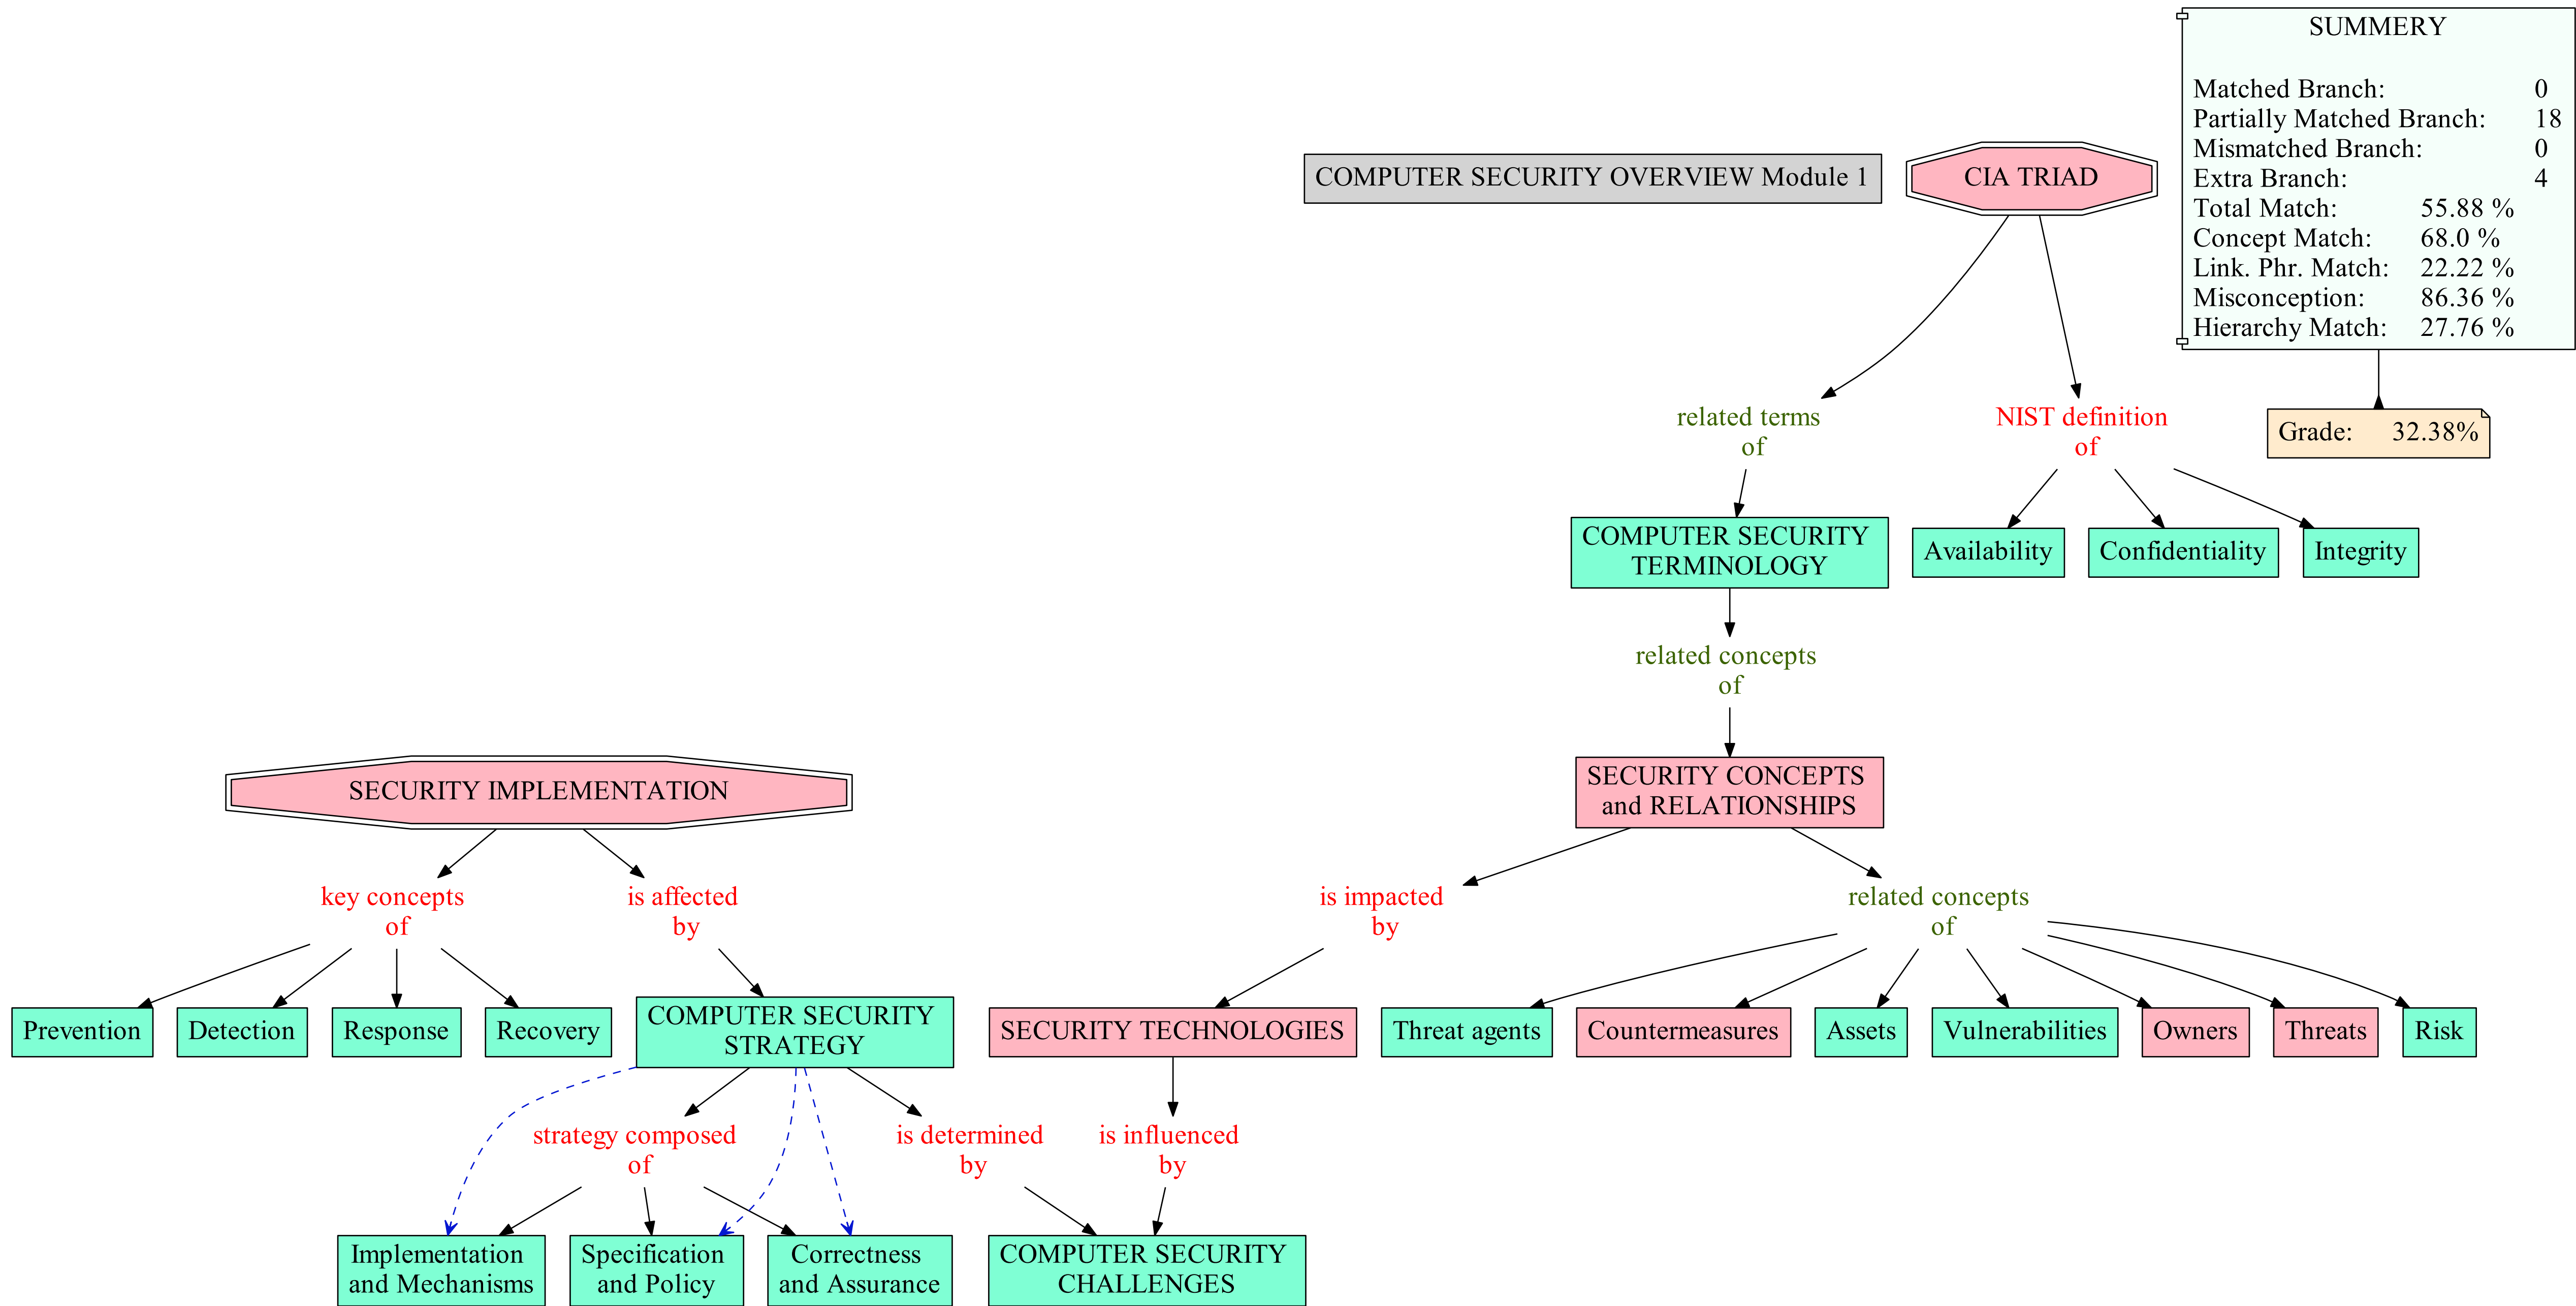 SUMMERY
Matched Branch: 0
Partially Matched Branch: 18
Mismatched Branch: 0
Extra Branch: 4
Total Match: 55.88 %
Concept Match: 68.0 %
Link. Phr. Match: 22.22 %
Misconception: 86.36 %
Hierarchy Match: 27.76 %
COMPUTER SECURITY OVERVIEW Module 1
CIA TRIAD
related terms
of
NIST definition
of
Grade: 32.38%
COMPUTER SECURITY
TERMINOLOGY
Availability
Confidentiality
Integrity
related concepts
of
SECURITY IMPLEMENTATION
SECURITY CONCEPTS
and RELATIONSHIPS
key concepts
of
is affected
by
is impacted
by
related concepts
of
Prevention
Detection
Response
Recovery
COMPUTER SECURITY
STRATEGY
SECURITY TECHNOLOGIES
Threat agents
Countermeasures
Assets
Vulnerabilities
Owners
Threats
Risk
strategy composed
of
is determined
by
is influenced
by
Implementation
and Mechanisms
Specification
and Policy
Correctness
and Assurance
COMPUTER SECURITY
CHALLENGES